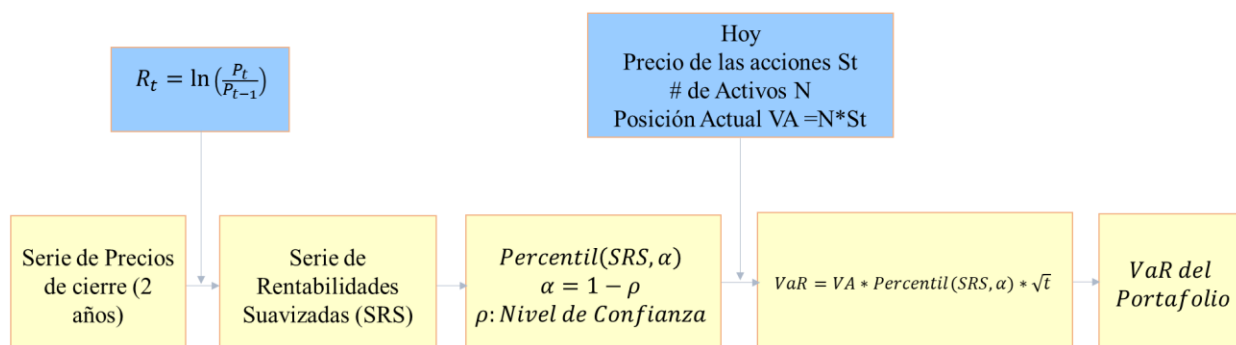 R_t = ln(P_t / P_{t-1})
Hoy
Precio de las acciones St
# de Activos N
Posición Actual VA =N*St
Serie de Precios
de cierre (2
años)
Serie de
Rentabilidades
Suavizadas (SRS)
Percentil(SRS, α)
α = 1 − ρ
ρ: Nivel de Confianza
VaR = VA ∗ Percentil(SRS, α) ∗ √t
VaR del
Portafolio